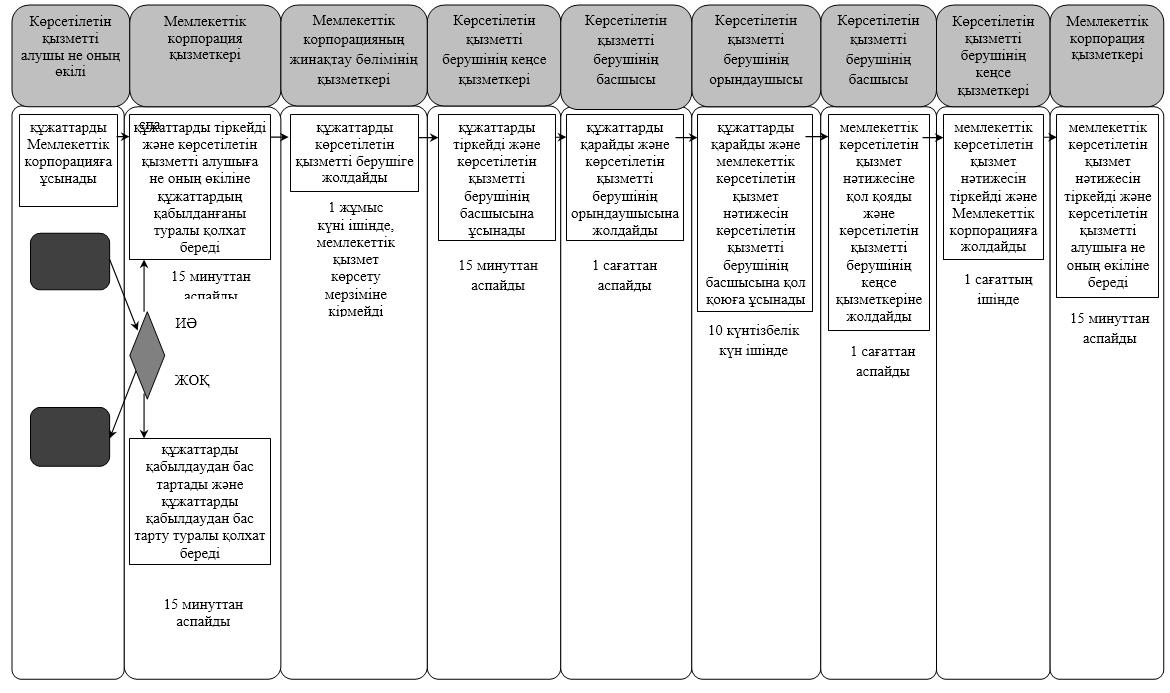 Көрсетілетін
қызметті
алушы не оның
өкілі
Мемлекеттік
корпорация
қызметкері
Мемлекеттік
корпорацияның
жинақтау бөлімінің
қызметкері
Көрсетілетін
қызметті
берушінің кеңсе
қызметкері
Көрсетілетін
қызметті
берушінің
басшысы
Көрсетілетін
қызметті
берушінің
орындаушысы
Көрсетілетін
қызметті
берушінің
басшысы
Көрсетілетін
қызметті
берушінің
кеңсе
қызметкері
Мемлекеттік
корпорация
қызметкері
құжаттарды
Мемлекеттік
корпорацияға
ұсынады
құжаттарды тіркейді
және көрсетілетін
қызметті алушыға
не оның өкіліне
құжаттардың
қабылданғаны
туралы қолхат
береді
15 минуттан
аспайды
ИӘ
ЖОҚ
құжаттарды
қабылдаудан бас
тартады және
құжаттарды
қабылдаудан бас
тарту туралы қолхат
береді
15 минуттан
аспайды
құжаттарды
көрсетілетін
қызметті берушіге
жолдайды
1 жұмыс
күні ішінде,
мемлекеттік
қызмет
көрсету
мерзіміне
кірмейді
құжаттарды
тіркейді және
көрсетілетін
қызметті
берушінің
басшысына
ұсынады
15 минуттан
аспайды
құжаттарды
қарайды және
көрсетілетін
қызметті
берушінің
орындаушысына
жолдайды
1 сағаттан
аспайды
құжаттарды
қарайды және
мемлекеттік
көрсетілетін
қызмет
нәтижесін
көрсетілетін
қызметті
берушінің
басшысына қол
қоюға ұсынады
10 күнтізбелік
күн ішінде
мемлекеттік
көрсетілетін
қызмет
нәтижесіне
қол қояды
және
көрсетілетін
қызметті
берушінің
кеңсе
қызметкеріне
жолдайды
1 сағаттан
аспайды
мемлекеттік
көрсетілетін
қызмет
нәтижесін
тіркейді және
Мемлекеттік
корпорацияға
жолдайды
1 сағаттың
ішінде
мемлекеттік
көрсетілетін
қызмет
нәтижесін
тіркейді және
көрсетілетін
қызметті
алушыға не
оның өкіліне
береді
15 минуттан
аспайды